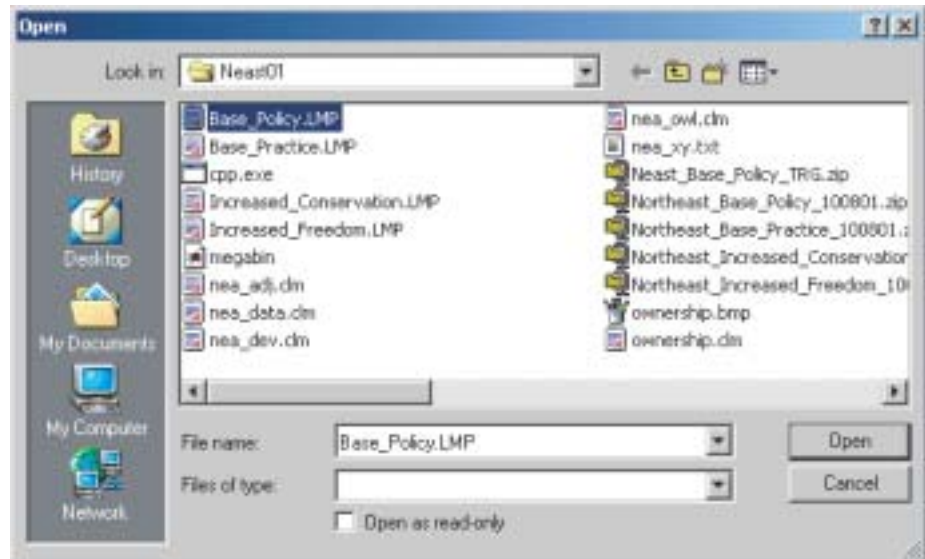 Open
Look in: Neast01
History
Desktop
My Documents
My Computer
Network
Base_Policy.LMP
Base_Practice.LMP
cpp.exe
Increased_Conservation.LMP
Increased_Freedom.LMP
megabin
nea_adj.clm
nea_data.clm
nea_dev.clm
nea_owl.clm
nea_xy.txt
Neast_Base_Policy_TRG.zip
Northeast_Base_Policy_100801.zip
Northeast_Base_Practice_100801.z
Northeast_Increased_Conservation
Northeast_Increased_Freedom_10
ownership.bmp
ownership.clm
File name: Base_Policy.LMP Open
Files of type: Cancel
Open as read-only